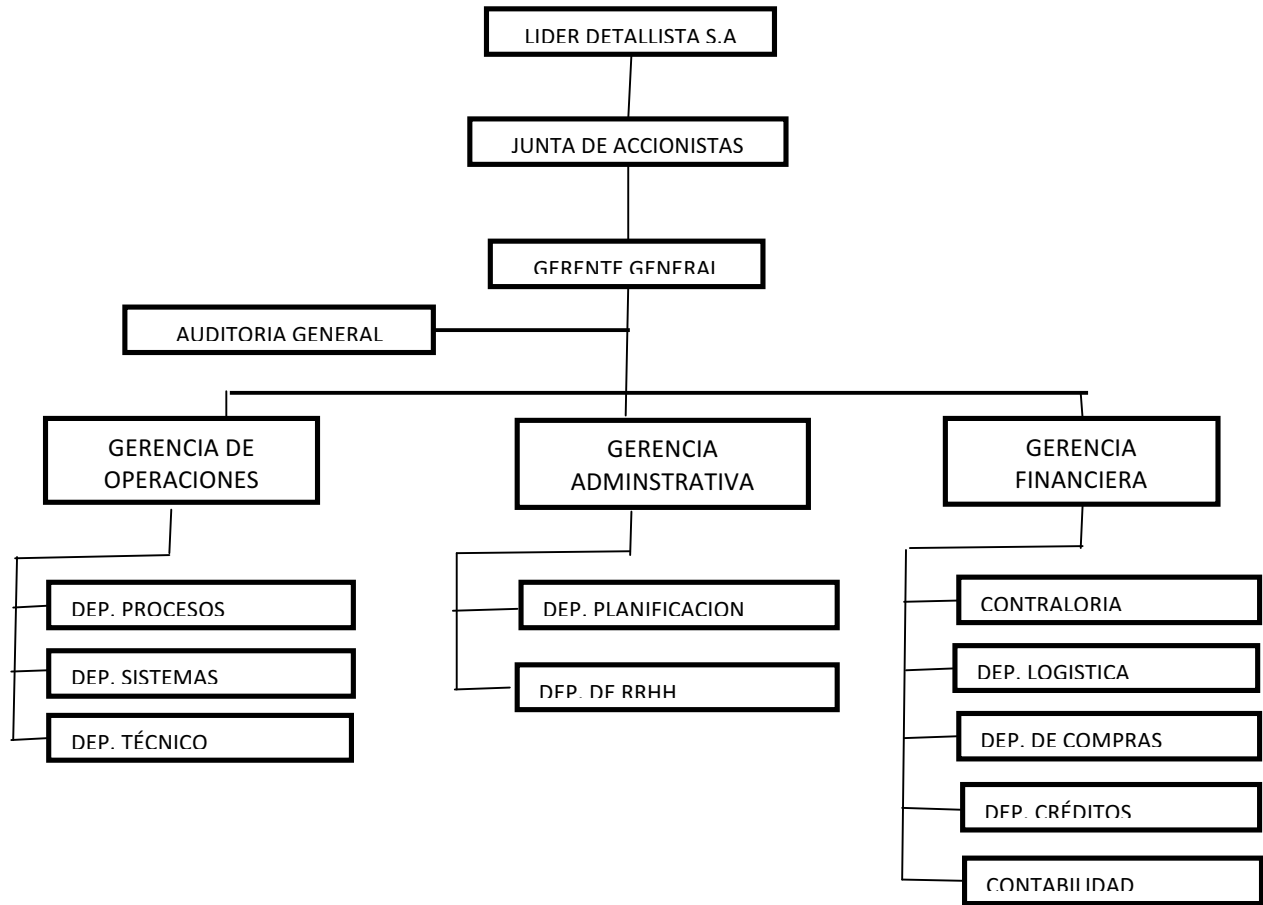 LIDER DETALLISTA S.A
JUNTA DE ACCIONISTAS
GERENTE GENERAL
AUDITORIA GENERAL
GERENCIA DE
OPERACIONES
GERENCIA
ADMINSTRATIVA
GERENCIA
FINANCIERA
DEP. PROCESOS
DEP. SISTEMAS
DEP. TÉCNICO
DEP. PLANIFICACION
DEP. DE RRHH
CONTRALORIA
DEP. LOGISTICA
DEP. DE COMPRAS
DEP. CRÉDITOS
CONTABILIDAD